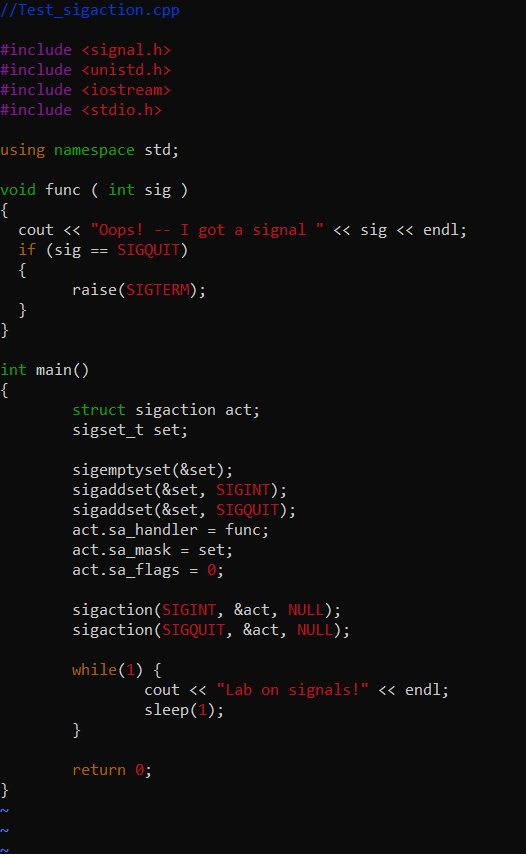 //Test_sigaction.cpp

#include <signal.h>
#include <unistd.h>
#include <iostream>
#include <stdio.h>

using namespace std;

void func ( int sig )
{
  cout << "Oops! -- I got a signal " << sig << endl;
  if (sig == SIGQUIT)
  {
        raise(SIGTERM);
  }
}

int main()
{
        struct sigaction act;
        sigset_t set;

        sigemptyset(&set);
        sigaddset(&set, SIGINT);
        sigaddset(&set, SIGQUIT);
        act.sa_handler = func;
        act.sa_mask = set;
        act.sa_flags = 0;

        sigaction(SIGINT, &act, NULL);
        sigaction(SIGQUIT, &act, NULL);

        while(1) {
                cout << "Lab on signals!" << endl;
                sleep(1);
        }

        return 0;
}
~
~
~